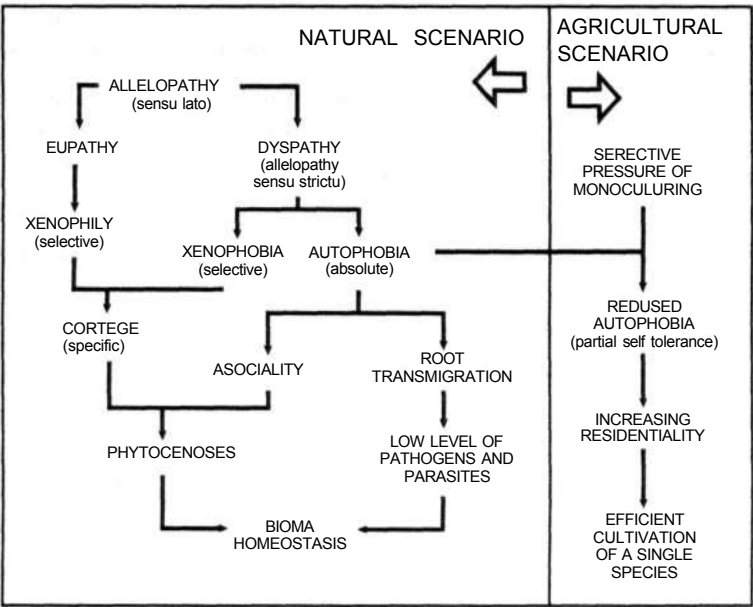 NATURAL SCENARIO
AGRICULTURAL
SCENARIO
ALLELOPATHY
(sensu lato)
EUPATHY
DYSPATHY
(allelopathy
sensu strictu)
XENOPHILY
(selective)
XENOPHOBIA
(selective)
AUTOPHOBIA
(absolute)
CORTEGE
(specific)
ASOCIALITY
ROOT
TRANSMIGRATION
PHYTOCENOSES
LOW LEVEL OF
PATHOGENS AND
PARASITES
BIOMA
HOMEOSTASIS
SERECTIVE
PRESSURE OF
MONOCULURING
REDUSED
AUTOPHOBIA
(partial self tolerance)
INCREASING
RESIDENTIALITY
EFFICIENT
CULTIVATION
OF A SINGLE
SPECIES